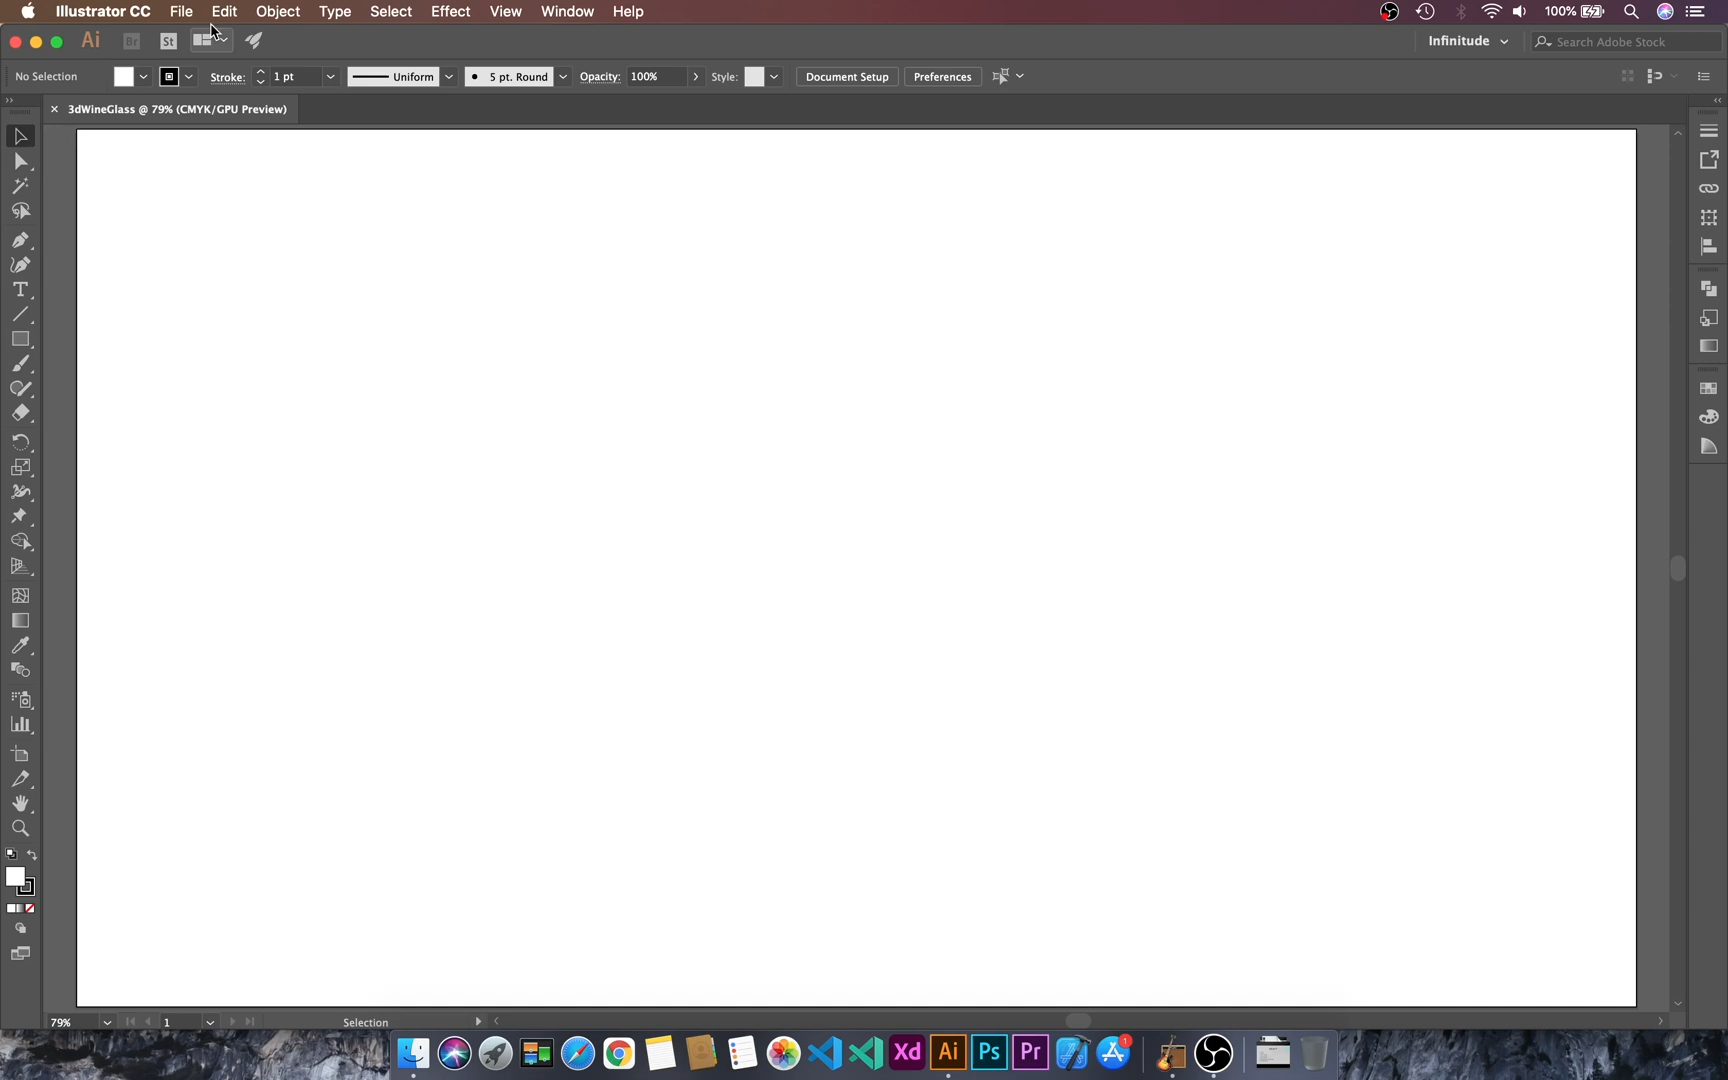 Illustrator CC File Edit Object Type Select Effect View Window Help 100%
Ai Br St Infinitude Search Adobe Stock
No Selection Stroke: 1 pt Uniform 5 pt. Round Opacity: 100% Style: Document Setup Preferences
3dWineGlass @ 79% (CMYK/GPU Preview)
T
79% 1 Selection
Xd Ai Ps Pr 1